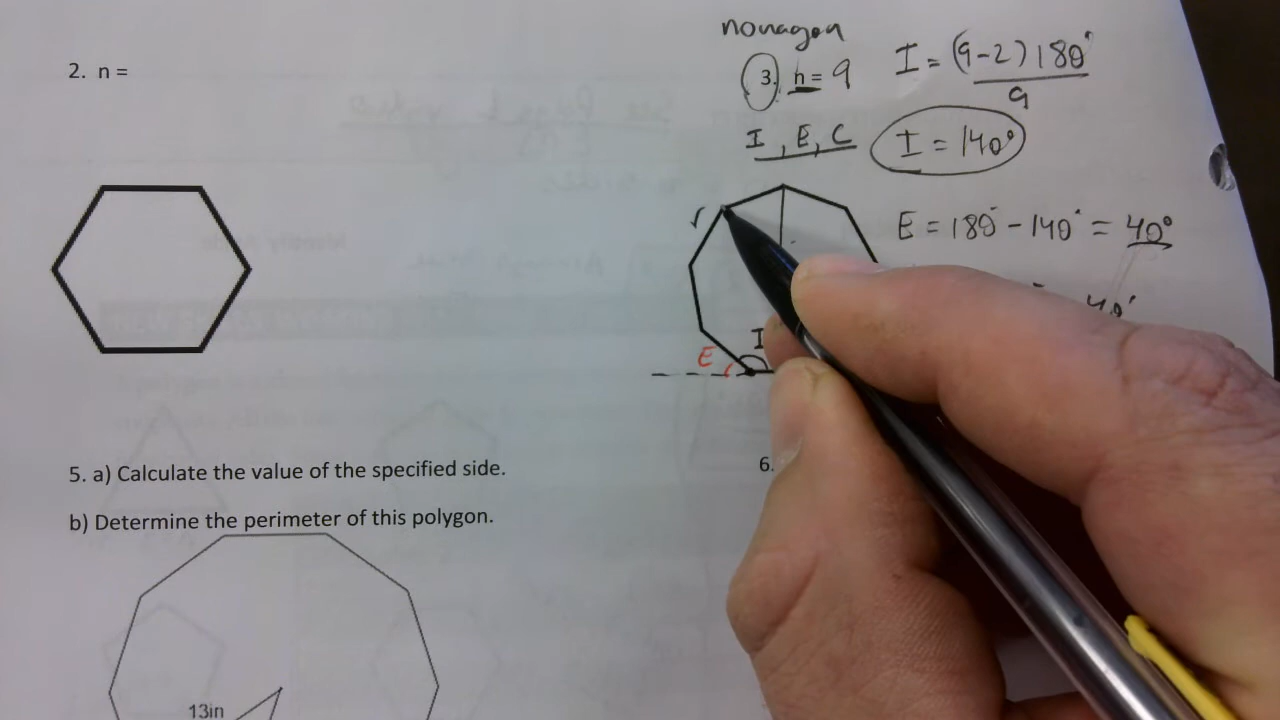 2. n =
nonagon
3. n = 9
I = (9-2)180°
9
I, E, C
I = 140°
E = 180° - 140° = 40°
40°
I
E
5. a) Calculate the value of the specified side.
b) Determine the perimeter of this polygon.
6.
13in